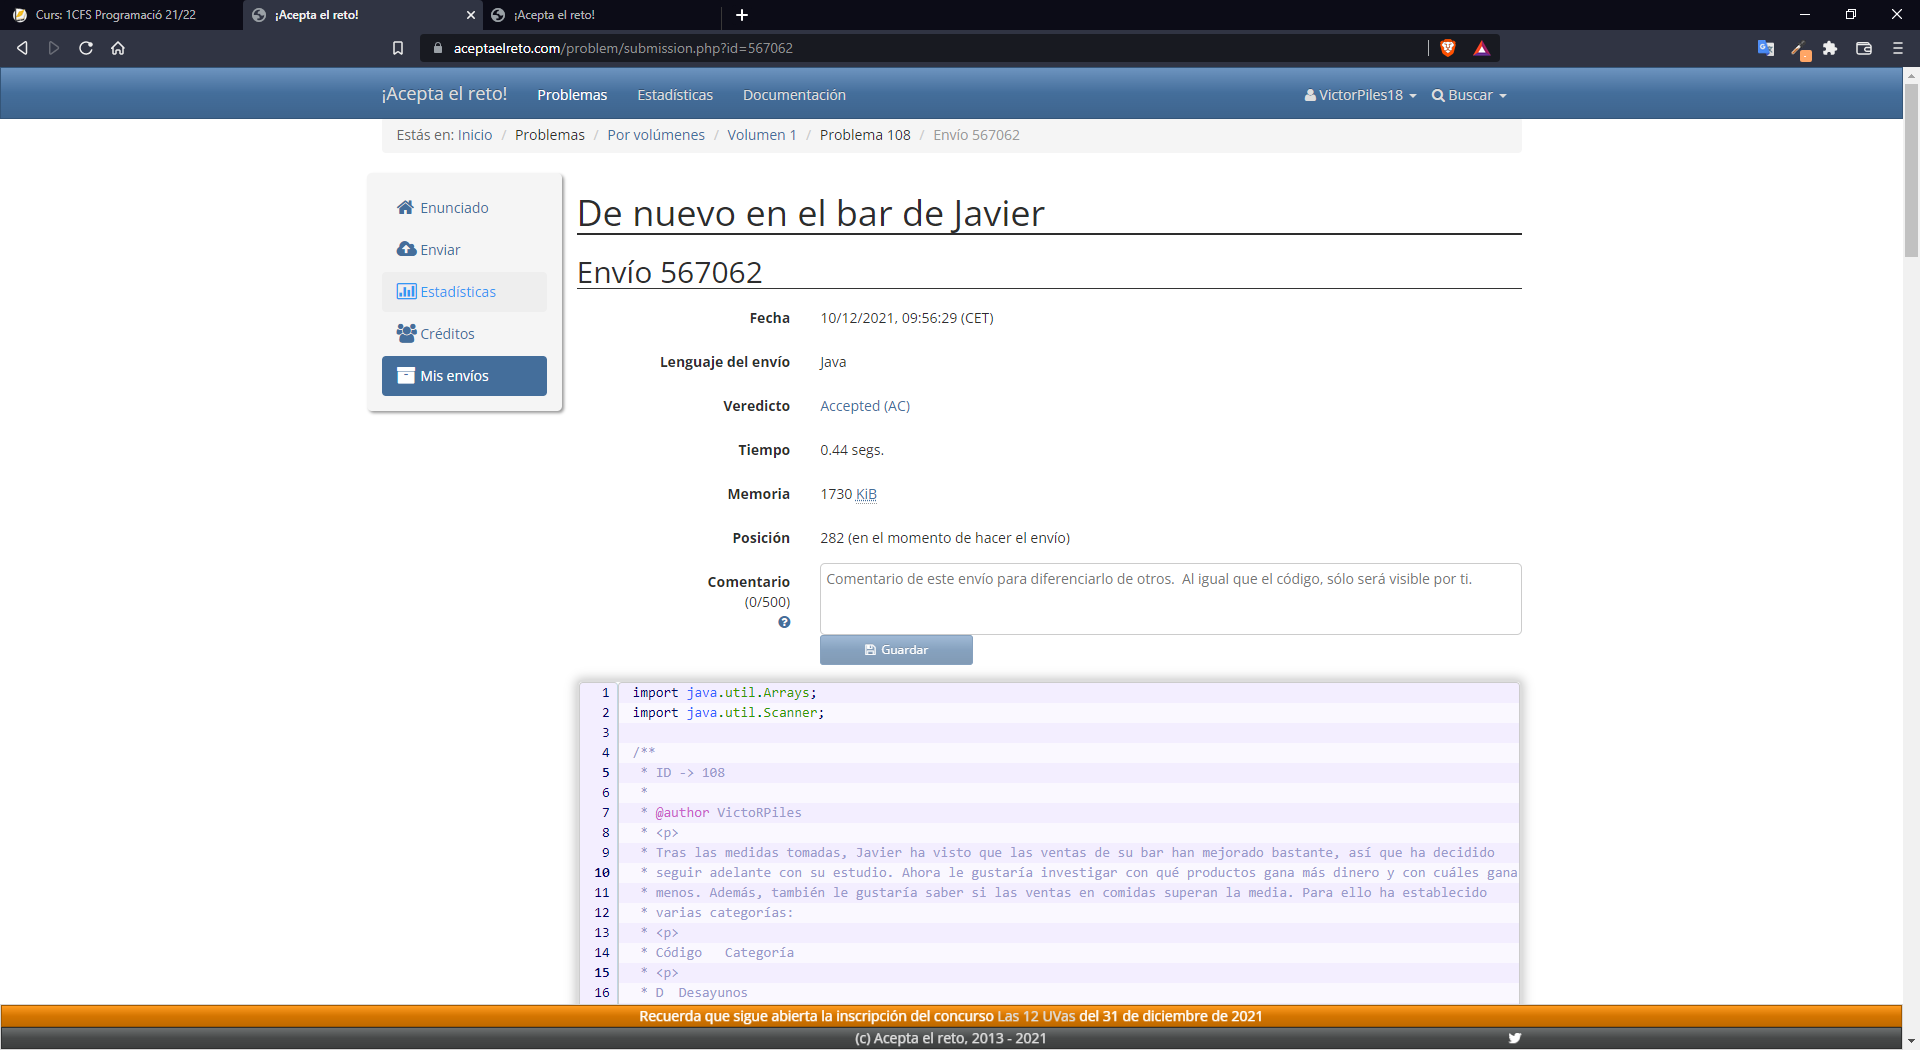 Curs: 1CFS Programació 21/22
¡Acepta el reto!
¡Acepta el reto!
aceptaelreto.com/problem/submission.php?id=567062
¡Acepta el reto! Problemas Estadísticas Documentación VictorPiles18 Buscar
Estás en: Inicio / Problemas / Por volúmenes / Volumen 1 / Problema 108 / Envío 567062
Enunciado
Enviar
Estadísticas
Créditos
Mis envíos
De nuevo en el bar de Javier
Envío 567062
Fecha 10/12/2021, 09:56:29 (CET)
Lenguaje del envío Java
Veredicto Accepted (AC)
Tiempo 0.44 segs.
Memoria 1730 KiB
Posición 282 (en el momento de hacer el envío)
Comentario Comentario de este envío para diferenciarlo de otros. Al igual que el código, sólo será visible por ti.
(0/500)
Guardar
1 import java.util.Arrays;
2 import java.util.Scanner;
3
4 /**
5 * ID -> 108
6 *
7 * @author VictoRPiles
8 * <p>
9 * Tras las medidas tomadas, Javier ha visto que las ventas de su bar han mejorado bastante, así que ha decidido
10 * seguir adelante con su estudio. Ahora le gustaría investigar con qué productos gana más dinero y con cuáles gana
11 * menos. Además, también le gustaría saber si las ventas en comidas superan la media. Para ello ha establecido
12 * varias categorías:
13 * <p>
14 * Código Categoría
15 * <p>
16 * D Desayunos
Recuerda que sigue abierta la inscripción del concurso Las 12 UVas del 31 de diciembre de 2021
(c) Acepta el reto, 2013 - 2021